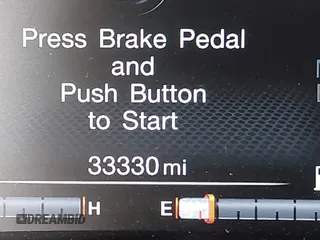 Press Brake Pedal
and
Push Button
to Start
33330 mi
H E
DREAMBID